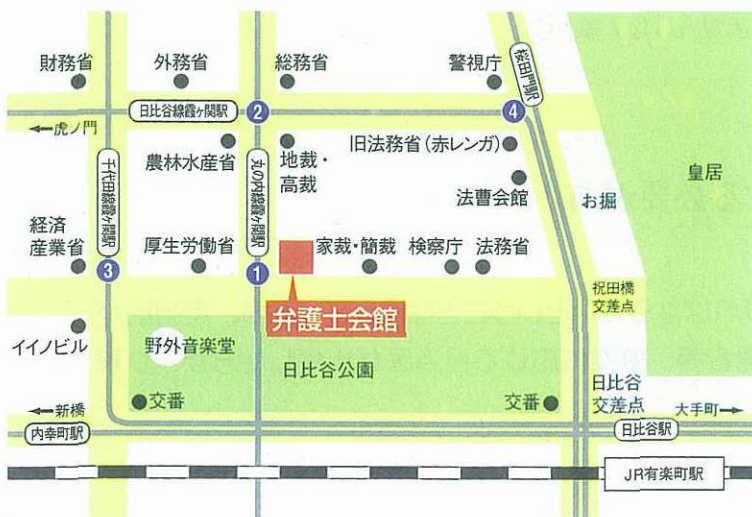 財務省
外務省
総務省
警視庁
桜田門駅
日比谷線霞ヶ関駅
2
4
←虎ノ門
千代田線霞ヶ関駅
農林水産省
丸の内線霞ヶ関駅
地裁・
高裁
旧法務省(赤レンガ)
法曹会館
皇居
お掘
経済
産業省
3
厚生労働省
1
家裁・簡裁
検察庁
法務省
弁護士会館
祝田橋
交差点
イイノビル
野外音楽堂
日比谷公園
交番
交番
日比谷
交差点
←新橋
大手町→
内幸町駅
日比谷駅
JR有楽町駅